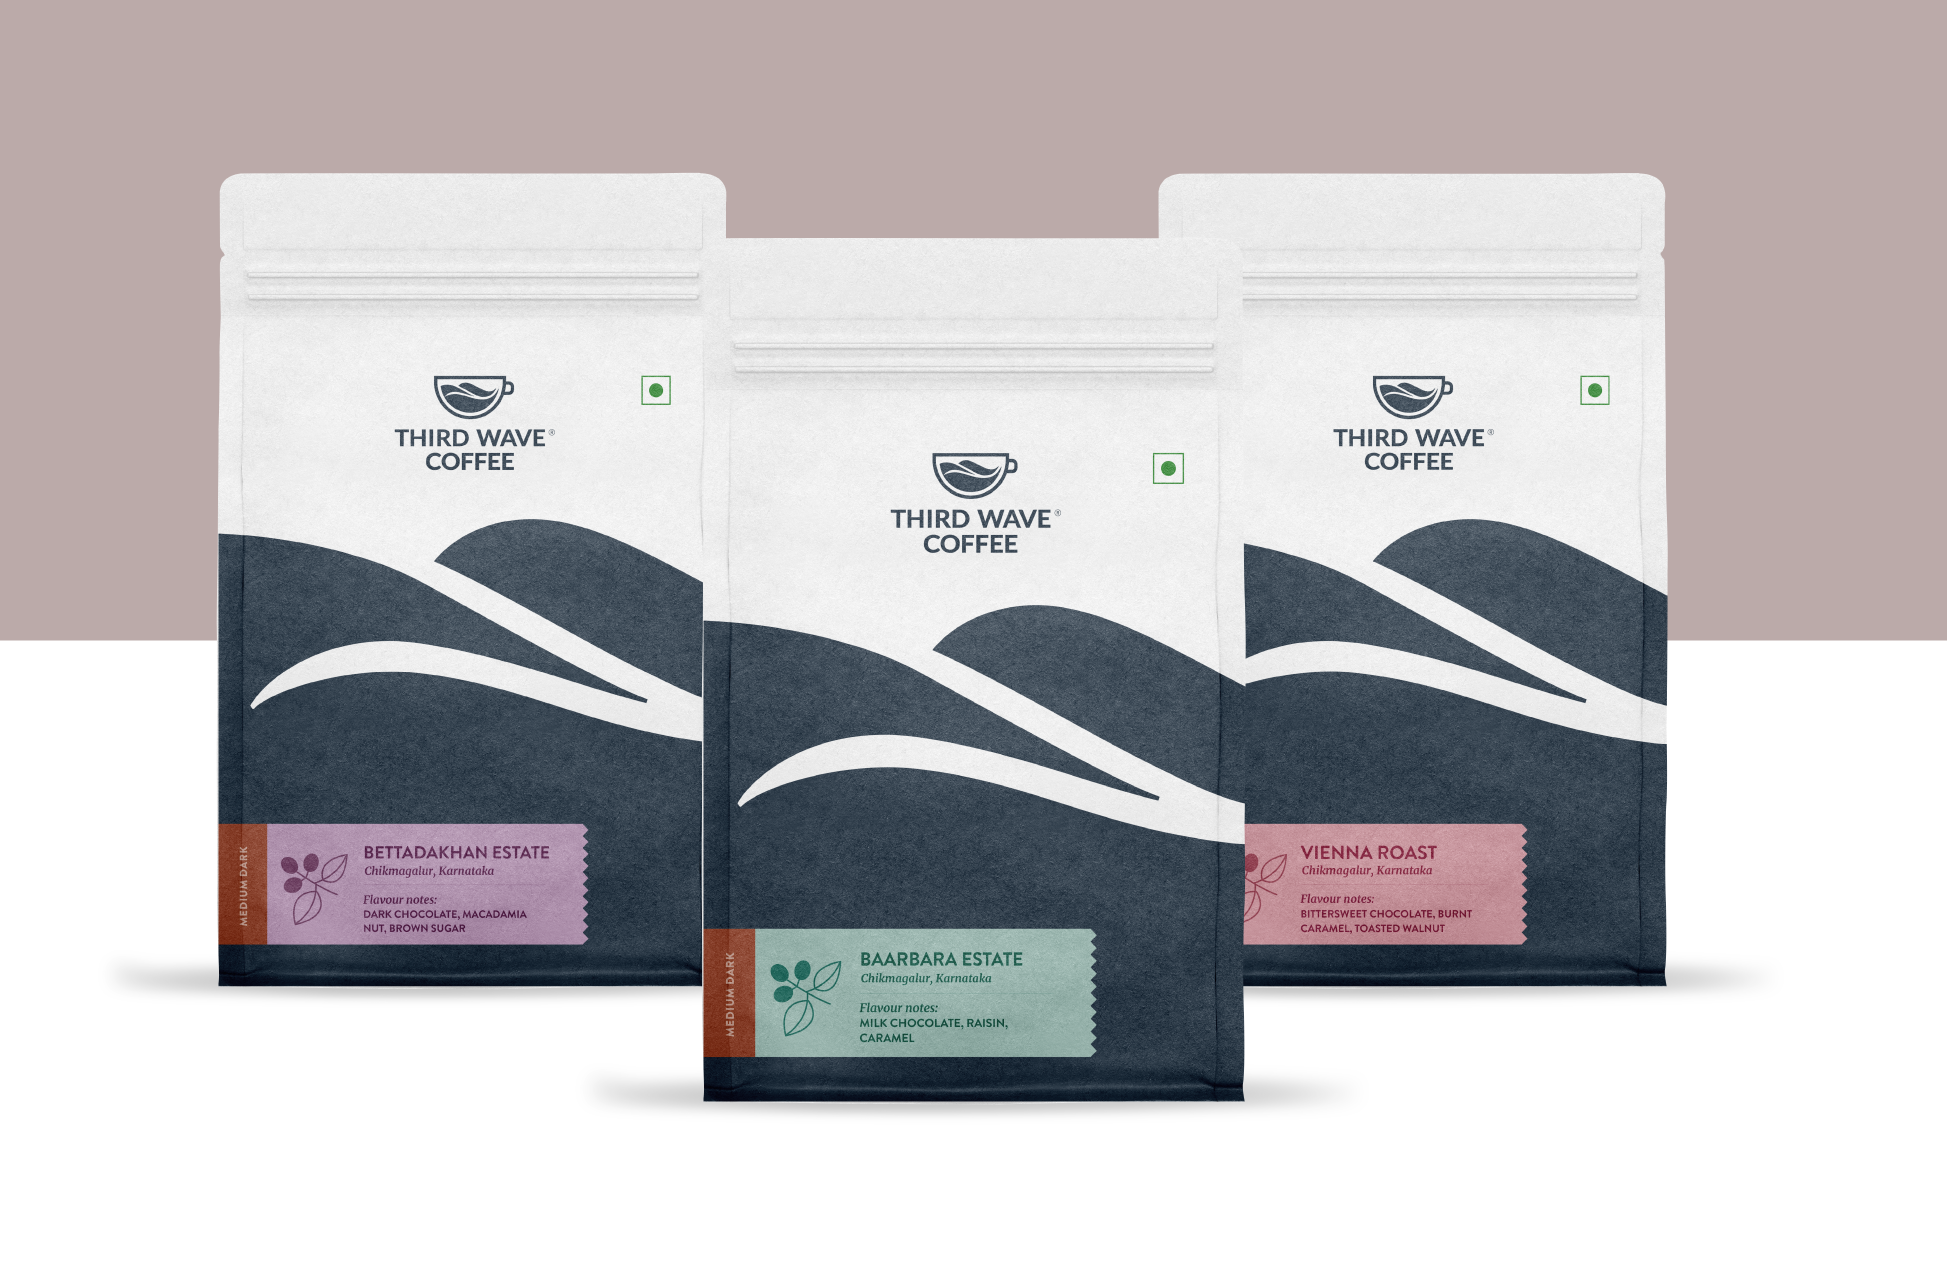 THIRD WAVE®
COFFEE
MEDIUM DARK
BETTADAKHAN ESTATE
Chikmagalur, Karnataka
Flavour notes:
DARK CHOCOLATE, MACADAMIA
NUT, BROWN SUGAR
THIRD WAVE®
COFFEE
MEDIUM DARK
BAARBARA ESTATE
Chikmagalur, Karnataka
Flavour notes:
MILK CHOCOLATE, RAISIN,
CARAMEL
THIRD WAVE®
COFFEE
VIENNA ROAST
Chikmagalur, Karnataka
Flavour notes:
BITTERSWEET CHOCOLATE, BURNT
CARAMEL, TOASTED WALNUT